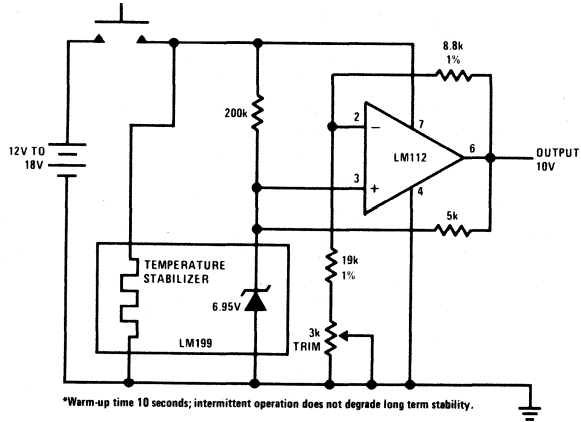 8.8k
1%
200k
2
7
12V TO
18V
LM112
6
OUTPUT
10V
3
4
5k
TEMPERATURE
STABILIZER
19k
1%
6.95V
3k
TRIM
LM199
*Warm-up time 10 seconds; intermittent operation does not degrade long term stability.